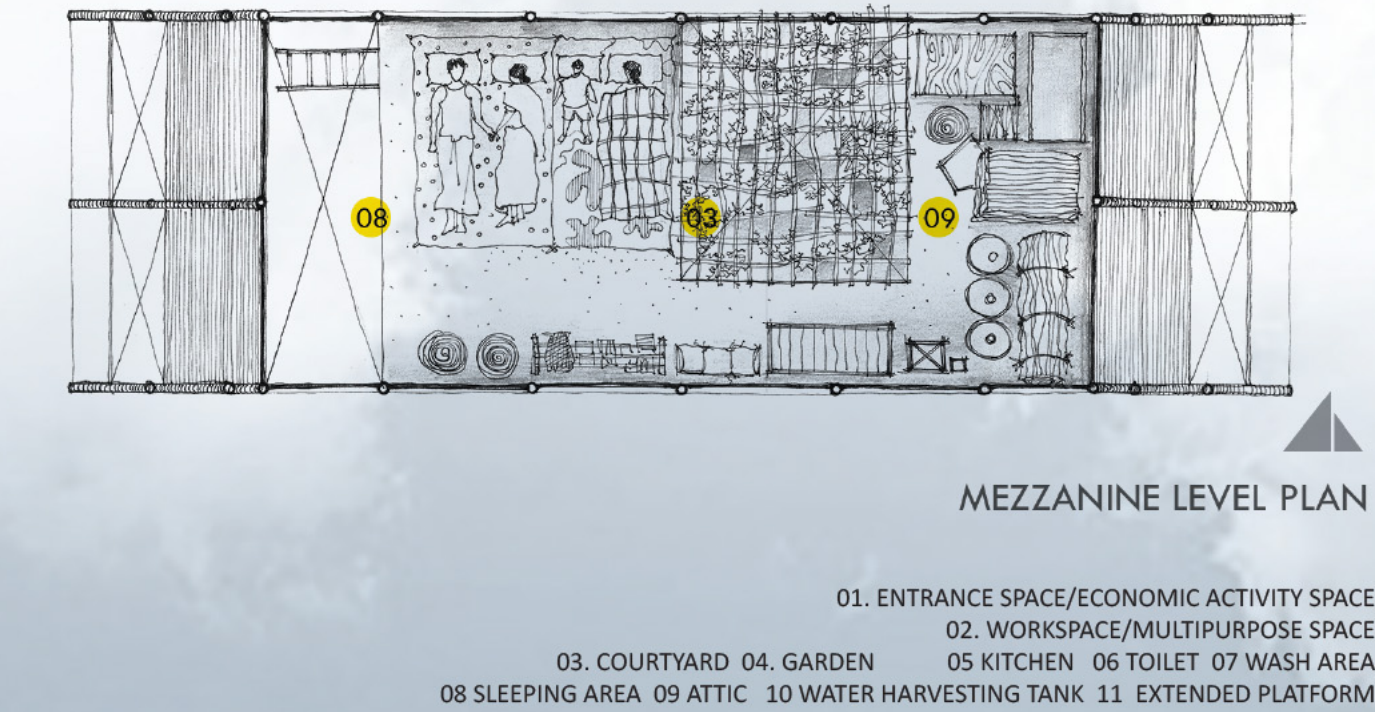 08 03 09
MEZZANINE LEVEL PLAN
01. ENTRANCE SPACE/ECONOMIC ACTIVITY SPACE
02. WORKSPACE/MULTIPURPOSE SPACE
03. COURTYARD 04. GARDEN 05 KITCHEN 06 TOILET 07 WASH AREA
08 SLEEPING AREA 09 ATTIC 10 WATER HARVESTING TANK 11 EXTENDED PLATFORM